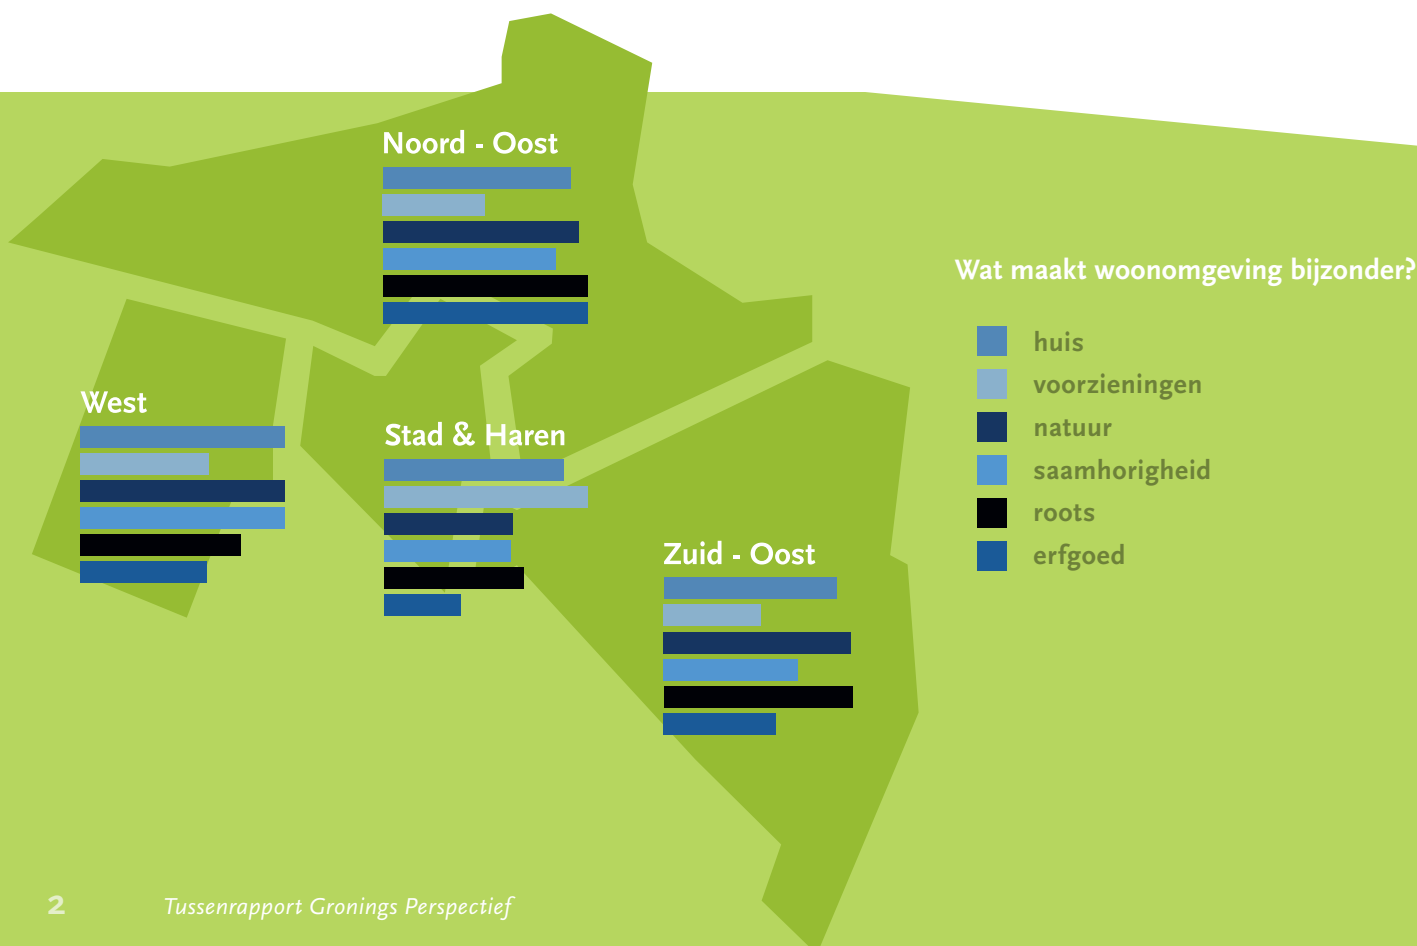 Noord - Oost
Wat maakt woonomgeving bijzonder?
huis
voorzieningen
natuur
saamhorigheid
roots
erfgoed
West
Stad & Haren
Zuid - Oost
2
Tussenrapport Gronings Perspectief